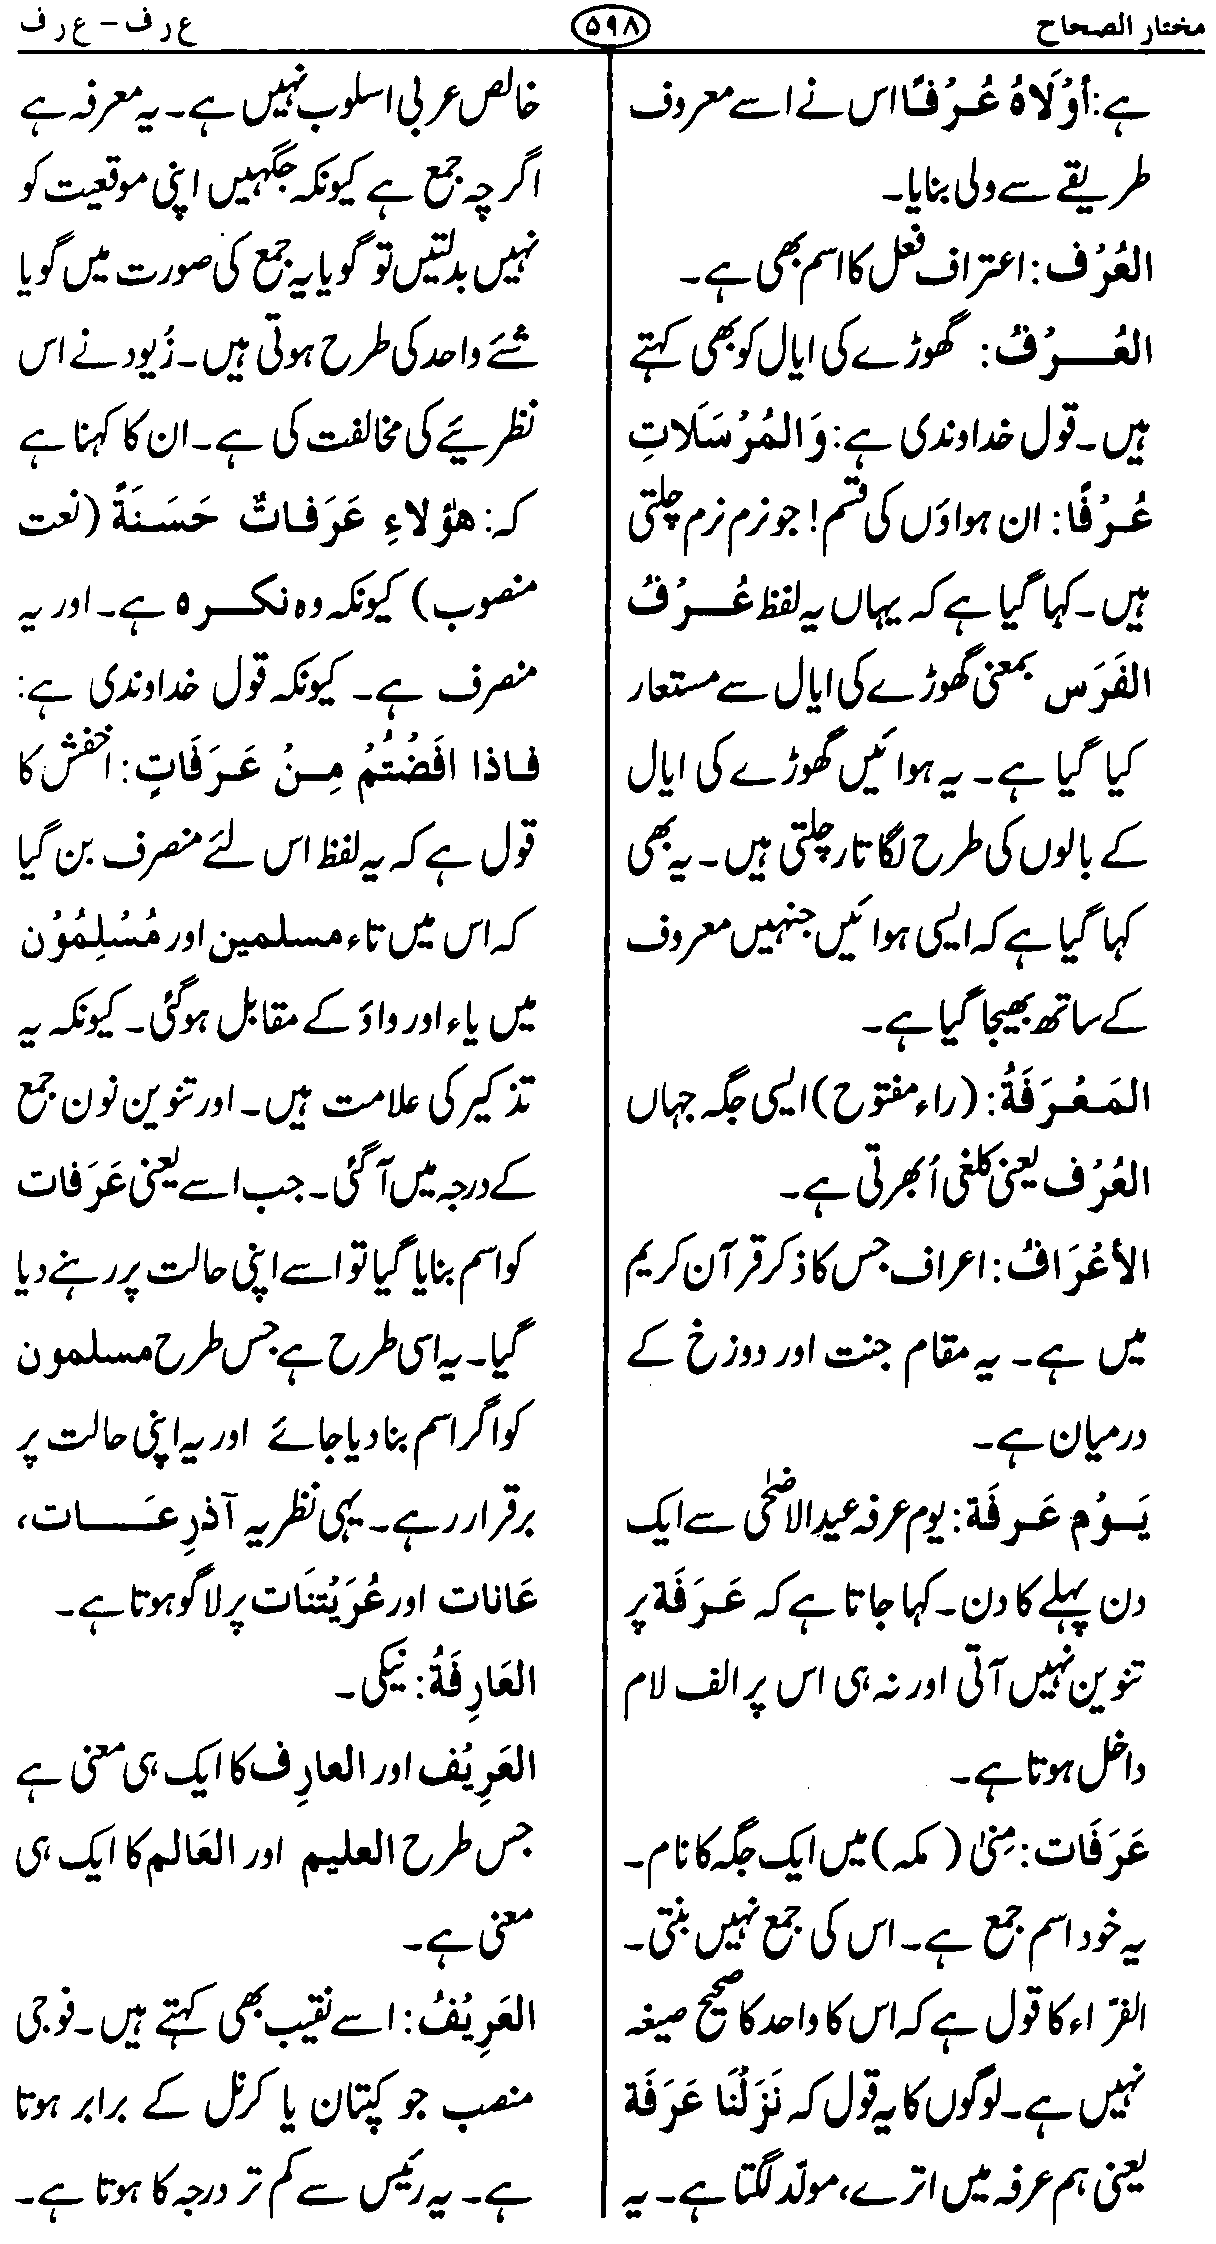 مختار الصحاح
۵۹۸
ع ر ف – ع ر ف
ہے: أوْلَاهُ عُرْفًا اس نے اسے معروف
طریقے سے ولی بنایا۔
العُرْف: اعتراف فعل کا اسم بھی ہے۔
العُرْفُ: گھوڑے کی ایال کو بھی کہتے
ہیں۔ قول خداوندی ہے: وَالمُرْسَلَاتِ
عُرْفًا: ان ہواؤں کی قسم! جو نرم نرم چلتی
ہیں۔ کہا گیا ہے کہ یہاں یہ لفظ عُرْفُ
الفَرَس بمعنی گھوڑے کی ایال سے مستعار
کیا گیا ہے۔ یہ ہوائیں گھوڑے کی ایال
کے بالوں کی طرح لگاتار چلتی ہیں۔ یہ بھی
کہا گیا ہے کہ ایسی ہوائیں جنہیں معروف
کے ساتھ بھیجا گیا ہے۔
المَعْرَفَةُ: (راء مفتوح) ایسی جگہ جہاں
العُرْف یعنی کلغی اُبھرتی ہے۔
الأعْرَافُ: اعراف جس کا ذکر قرآن کریم
میں ہے۔ یہ مقام جنت اور دوزخ کے
درمیان ہے۔
يَوْم عَرفَة: یوم عرفہ عیدالاضحٰی سے ایک
دن پہلے کا دن۔ کہا جاتا ہے کہ عَرَفَة پر
تنوین نہیں آتی اور نہ ہی اس پر الف لام
داخل ہوتا ہے۔
عَرَفَات: مِنیٰ (مکہ) میں ایک جگہ کا نام۔
یہ خود اسم جمع ہے۔ اس کی جمع نہیں بنتی۔
الفرّاء کا قول ہے کہ اس کا واحد کا صحیح صیغہ
نہیں ہے۔ لوگوں کا یہ قول کہ نَزَلْنَا عَرَفَة
یعنی ہم عرفہ میں اترے، مولّد لگتا ہے۔ یہ
خالص عربی اسلوب نہیں ہے۔ یہ معرفہ ہے
اگرچہ جمع ہے کیونکہ جگہیں اپنی موقعیت کو
نہیں بدلتیں تو گویا یہ جمع کی صورت میں گویا
شئے واحد کی طرح ہوتی ہیں۔ زیود نے اس
نظریئے کی مخالفت کی ہے۔ ان کا کہنا ہے
کہ: هٰؤلاءِ عَرَفاتٌ حَسَنَةً (نعت
منصوب) کیونکہ وہ نکرہ ہے۔ اور یہ
منصرف ہے۔ کیونکہ قول خداوندی ہے:
فاذا افَضْتُمْ مِنْ عَرَفَاتٍ: اخفش کا
قول ہے کہ یہ لفظ اس لئے منصرف بن گیا
کہ اس میں تاء مسلمین اور مُسْلِمُوْن
میں یاء اور واؤ کے مقابل ہوگئی۔ کیونکہ یہ
تذکیر کی علامت ہیں۔ اور تنوین نون جمع
کے درجہ میں آگئی۔ جب اسے یعنی عَرَفات
کو اسم بنایا گیا تو اسے اپنی حالت پر رہنے دیا
گیا۔ یہ اسی طرح ہے جس طرح مسلمون
کو اگر اسم بنا دیا جائے اور یہ اپنی حالت پر
برقرار رہے۔ یہی نظریہ آذرِعَات،
عَانات اور عُرَيْتنَات پر لاگو ہوتا ہے۔
العَارِفَةُ: نیکی۔
العَرِيْف اور العارِف کا ایک ہی معنی ہے
جس طرح العليم اور العَالم کا ایک ہی
معنی ہے۔
العَرِيْفُ: اسے نقیب بھی کہتے ہیں۔ فوجی
منصب جو کپتان یا کرنل کے برابر ہوتا
ہے۔ یہ رئیس سے کم تر درجہ کا ہوتا ہے۔